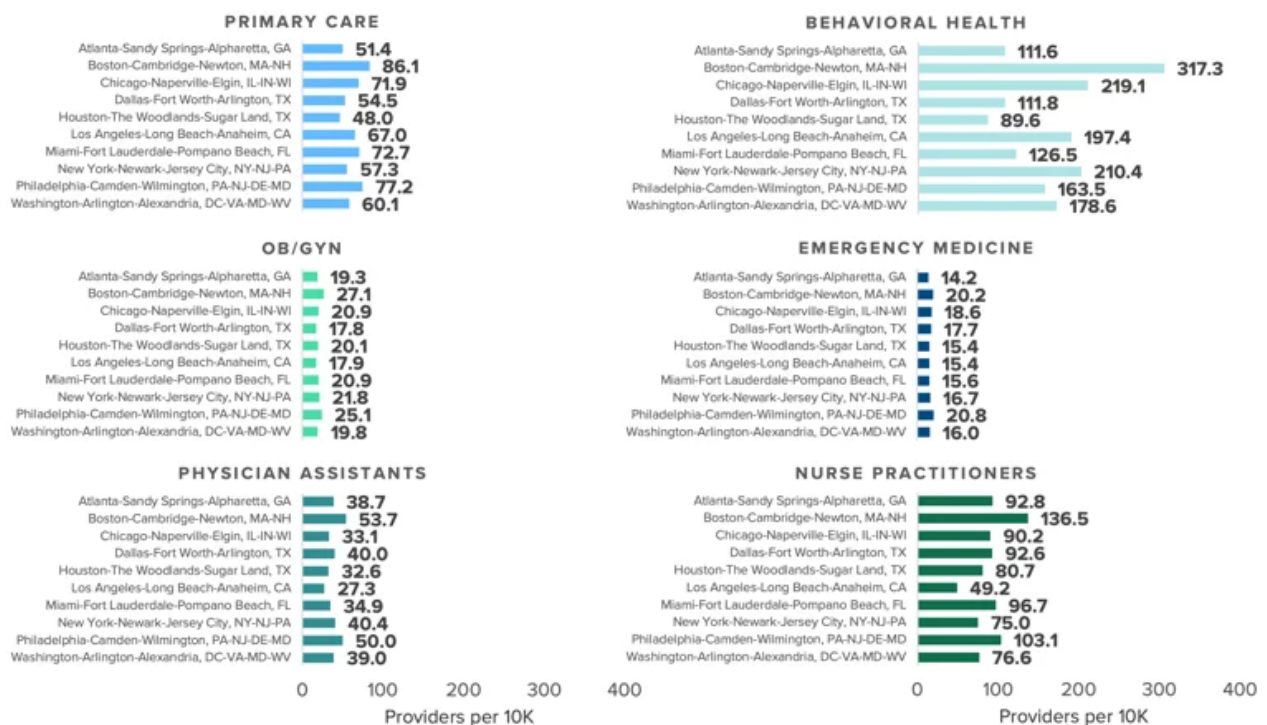 PRIMARY CARE
Atlanta-Sandy Springs-Alpharetta, GA 51.4
Boston-Cambridge-Newton, MA-NH 86.1
Chicago-Naperville-Elgin, IL-IN-WI 71.9
Dallas-Fort Worth-Arlington, TX 54.5
Houston-The Woodlands-Sugar Land, TX 48.0
Los Angeles-Long Beach-Anaheim, CA 67.0
Miami-Fort Lauderdale-Pompano Beach, FL 72.7
New York-Newark-Jersey City, NY-NJ-PA 57.3
Philadelphia-Camden-Wilmington, PA-NJ-DE-MD 77.2
Washington-Arlington-Alexandria, DC-VA-MD-WV 60.1
BEHAVIORAL HEALTH
Atlanta-Sandy Springs-Alpharetta, GA 111.6
Boston-Cambridge-Newton, MA-NH 317.3
Chicago-Naperville-Elgin, IL-IN-WI 219.1
Dallas-Fort Worth-Arlington, TX 111.8
Houston-The Woodlands-Sugar Land, TX 89.6
Los Angeles-Long Beach-Anaheim, CA 197.4
Miami-Fort Lauderdale-Pompano Beach, FL 126.5
New York-Newark-Jersey City, NY-NJ-PA 210.4
Philadelphia-Camden-Wilmington, PA-NJ-DE-MD 163.5
Washington-Arlington-Alexandria, DC-VA-MD-WV 178.6
OB/GYN
Atlanta-Sandy Springs-Alpharetta, GA 19.3
Boston-Cambridge-Newton, MA-NH 27.1
Chicago-Naperville-Elgin, IL-IN-WI 20.9
Dallas-Fort Worth-Arlington, TX 17.8
Houston-The Woodlands-Sugar Land, TX 20.1
Los Angeles-Long Beach-Anaheim, CA 17.9
Miami-Fort Lauderdale-Pompano Beach, FL 20.9
New York-Newark-Jersey City, NY-NJ-PA 21.8
Philadelphia-Camden-Wilmington, PA-NJ-DE-MD 25.1
Washington-Arlington-Alexandria, DC-VA-MD-WV 19.8
EMERGENCY MEDICINE
Atlanta-Sandy Springs-Alpharetta, GA 14.2
Boston-Cambridge-Newton, MA-NH 20.2
Chicago-Naperville-Elgin, IL-IN-WI 18.6
Dallas-Fort Worth-Arlington, TX 17.7
Houston-The Woodlands-Sugar Land, TX 15.4
Los Angeles-Long Beach-Anaheim, CA 15.4
Miami-Fort Lauderdale-Pompano Beach, FL 15.6
New York-Newark-Jersey City, NY-NJ-PA 16.7
Philadelphia-Camden-Wilmington, PA-NJ-DE-MD 20.8
Washington-Arlington-Alexandria, DC-VA-MD-WV 16.0
PHYSICIAN ASSISTANTS
Atlanta-Sandy Springs-Alpharetta, GA 38.7
Boston-Cambridge-Newton, MA-NH 53.7
Chicago-Naperville-Elgin, IL-IN-WI 33.1
Dallas-Fort Worth-Arlington, TX 40.0
Houston-The Woodlands-Sugar Land, TX 32.6
Los Angeles-Long Beach-Anaheim, CA 27.3
Miami-Fort Lauderdale-Pompano Beach, FL 34.9
New York-Newark-Jersey City, NY-NJ-PA 40.4
Philadelphia-Camden-Wilmington, PA-NJ-DE-MD 50.0
Washington-Arlington-Alexandria, DC-VA-MD-WV 39.0
0 100 200 300 400
Providers per 10K
NURSE PRACTITIONERS
Atlanta-Sandy Springs-Alpharetta, GA 92.8
Boston-Cambridge-Newton, MA-NH 136.5
Chicago-Naperville-Elgin, IL-IN-WI 90.2
Dallas-Fort Worth-Arlington, TX 92.6
Houston-The Woodlands-Sugar Land, TX 80.7
Los Angeles-Long Beach-Anaheim, CA 49.2
Miami-Fort Lauderdale-Pompano Beach, FL 96.7
New York-Newark-Jersey City, NY-NJ-PA 75.0
Philadelphia-Camden-Wilmington, PA-NJ-DE-MD 103.1
Washington-Arlington-Alexandria, DC-VA-MD-WV 76.6
0 100 200 300 400
Providers per 10K